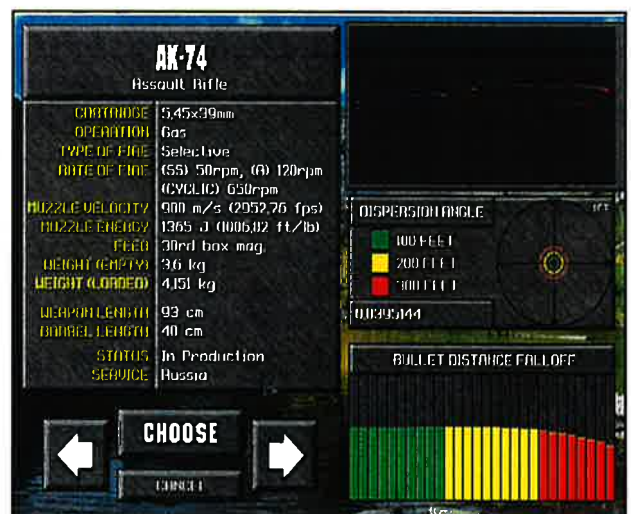 AK-74
Assault Rifle
CARTRIDGE 5,45x39mm
OPERATION Gas
TYPE OF FIRE Selective
RATE OF FIRE (SS) 50rpm, (A) 120rpm
(CYCLIC) 650rpm
MUZZLE VELOCITY 900 m/s (2952,76 fps)
MUZZLE ENERGY 1365 J (1006,02 ft/lb)
FEED 30rd box mag.
WEIGHT (EMPTY) 3,6 kg
WEIGHT (LOADED) 4,151 kg
WEAPON LENGTH 93 cm
BARREL LENGTH 40 cm
STATUS In Production
SERVICE Russia
CHOOSE
CANCEL
DISPERSION ANGLE
100 FEET
200 FEET
300 FEET
0,0395144
BULLET DISTANCE FALLOFF